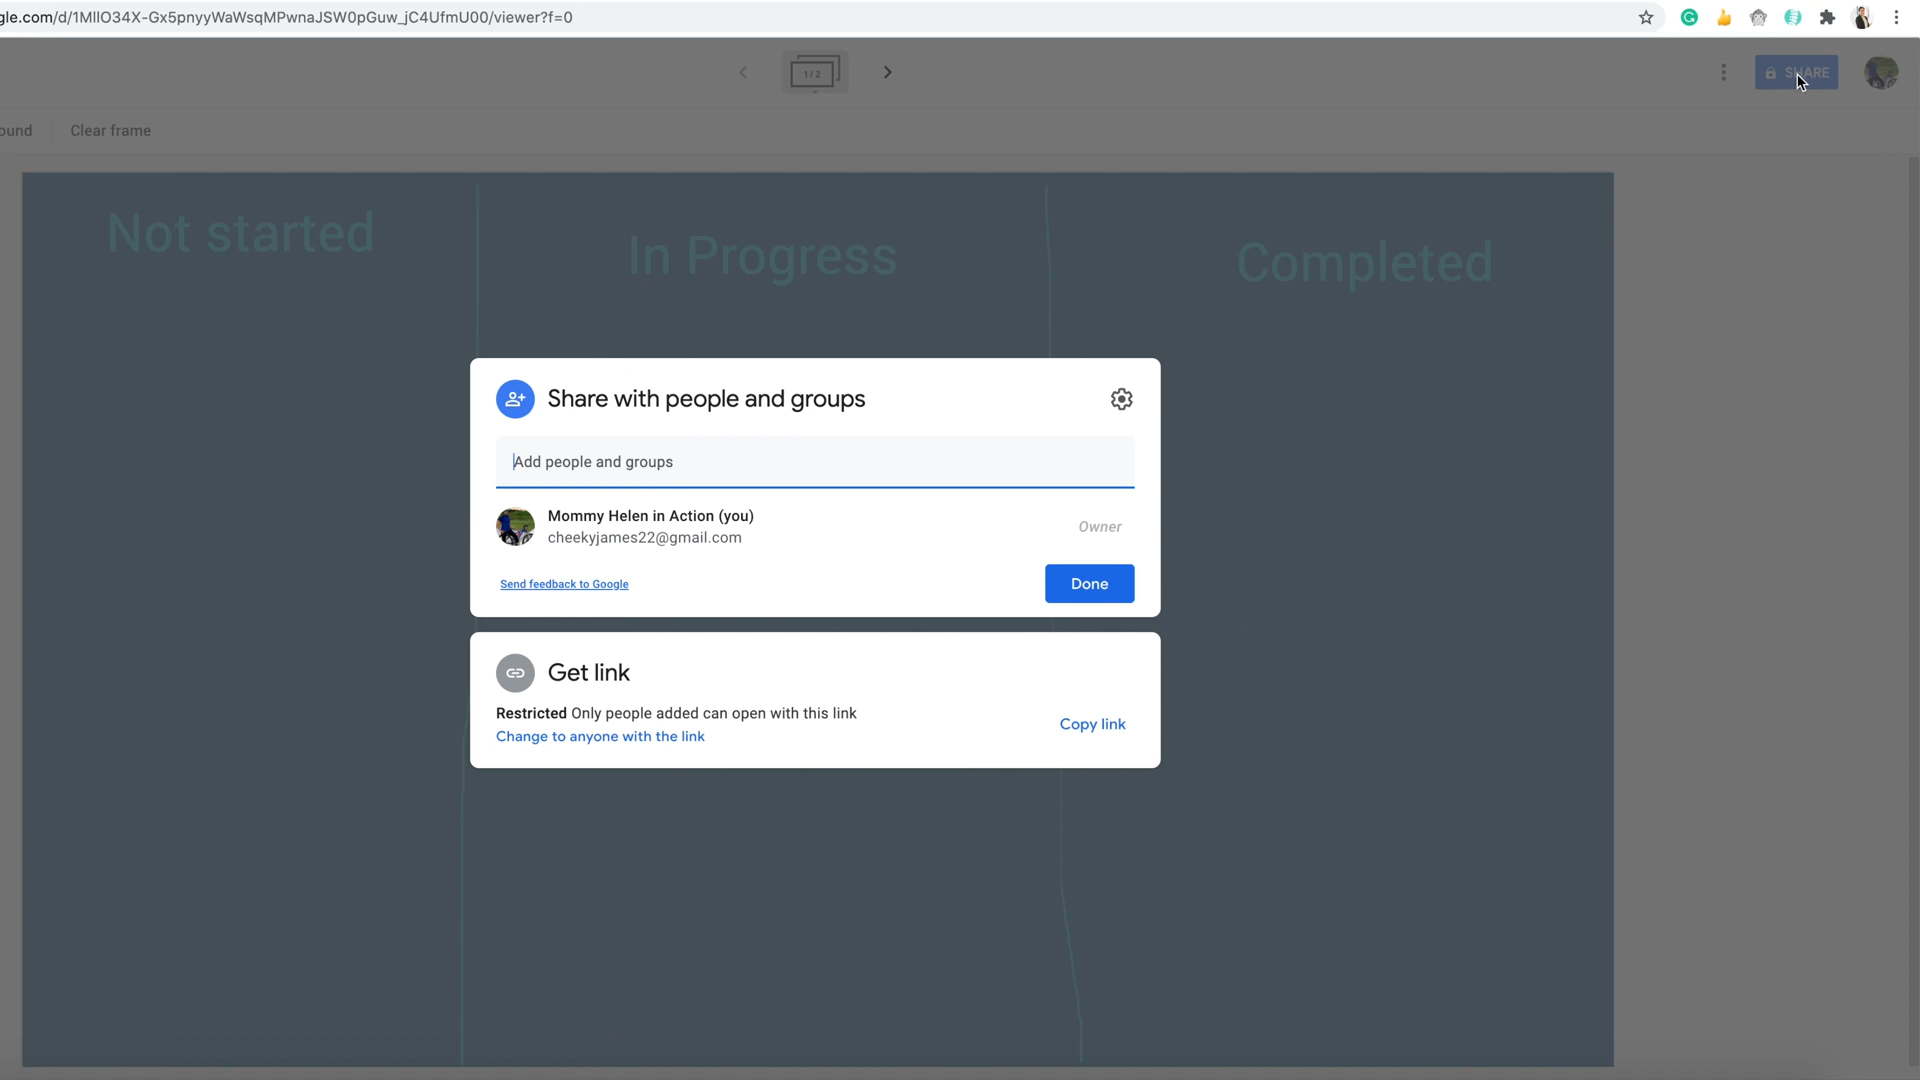 gle.com/d/1MllO34X-Gx5pnyyWaWsqMPwnaJSW0pGuw_jC4UfmU00/viewer?f=0
1 / 2
SHARE
ound
Clear frame
Not started
In Progress
Completed
Share with people and groups
Add people and groups
Mommy Helen in Action (you)
Owner
cheekyjames22@gmail.com
Send feedback to Google
Done
Get link
Restricted Only people added can open with this link
Copy link
Change to anyone with the link